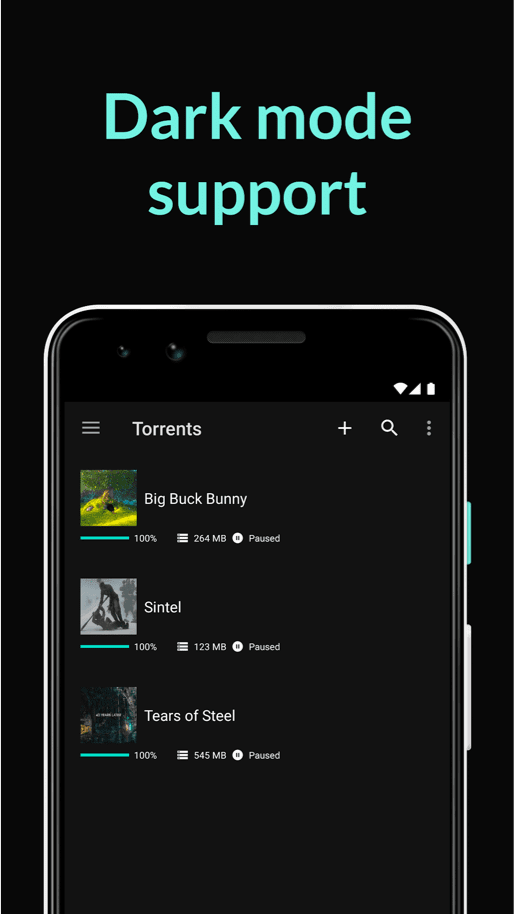 Dark mode
support
Torrents
Big Buck Bunny
100% 264 MB Paused
Sintel
100% 123 MB Paused
Tears of Steel
100% 545 MB Paused